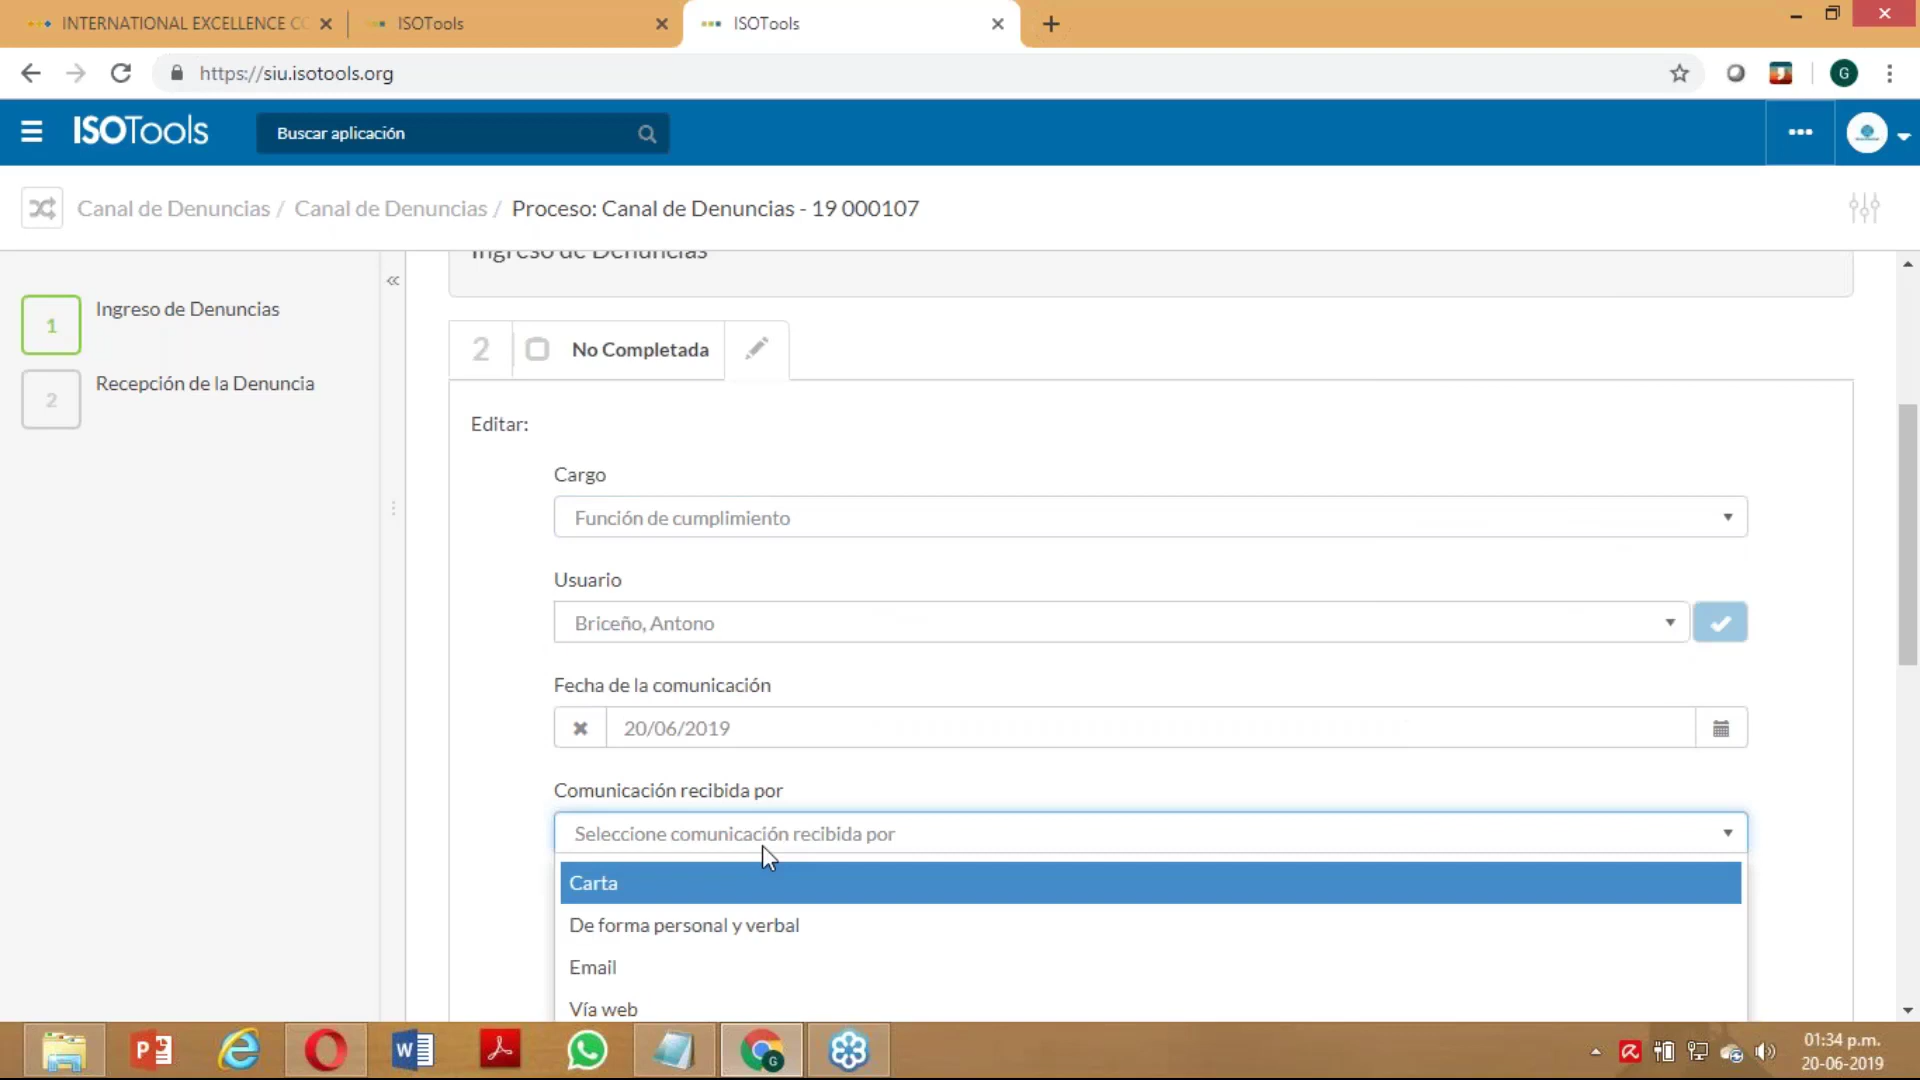 INTERNATIONAL EXCELLENCE CO
ISOTools
ISOTools
https://siu.isotools.org
G
ISOTools
Buscar aplicación
Canal de Denuncias / Canal de Denuncias / Proceso: Canal de Denuncias - 19 000107
1 Ingreso de Denuncias
2 Recepción de la Denuncia
Ingreso de Denuncias
2 No Completada
Editar:
Cargo
Función de cumplimiento
Usuario
Briceño, Antono
Fecha de la comunicación
20/06/2019
Comunicación recibida por
Seleccione comunicación recibida por
Carta
De forma personal y verbal
Email
Vía web
01:34 p.m.
20-06-2019